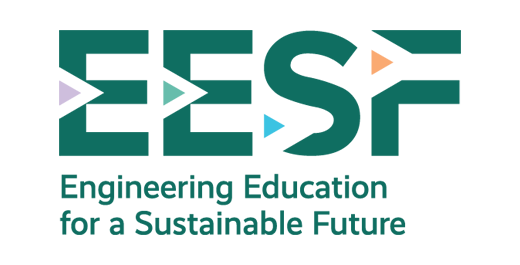 EESF
Engineering Education
for a Sustainable Future